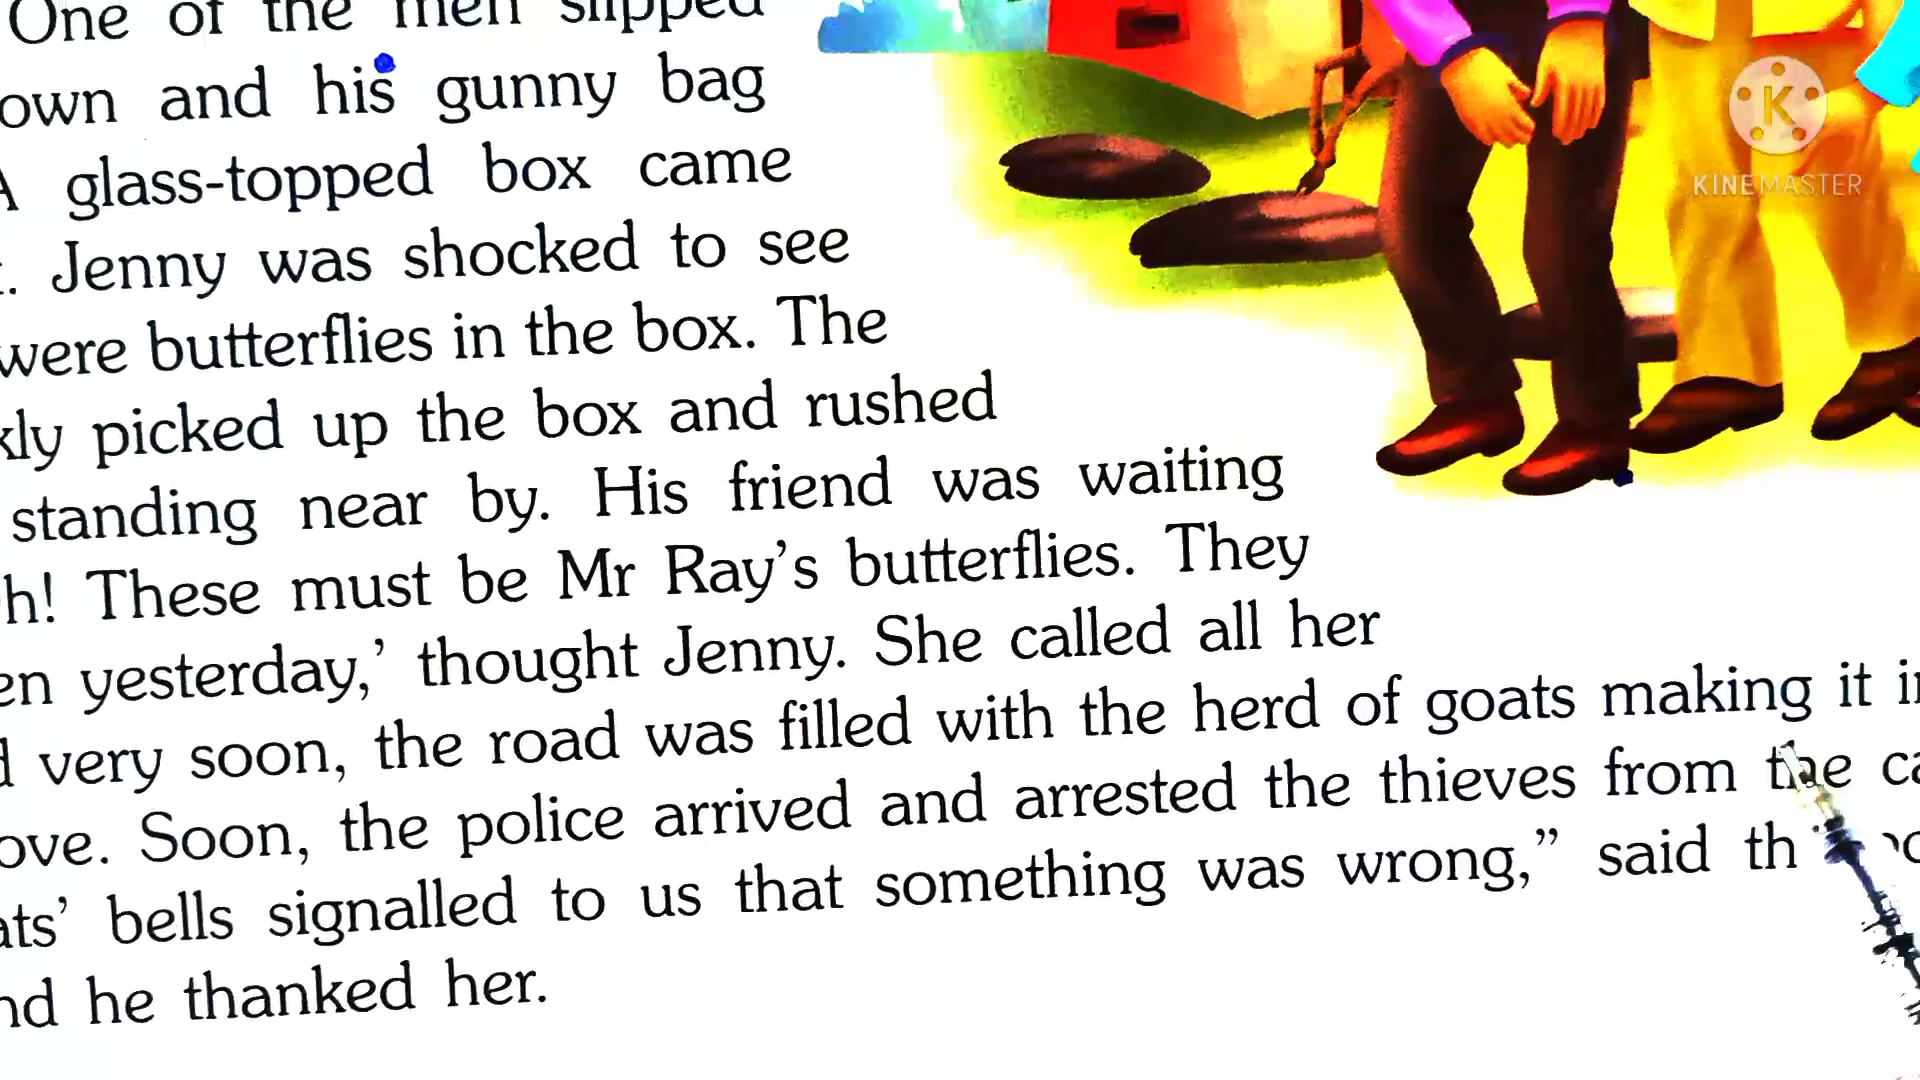 One of the men slipped
own and his gunny bag
A glass-topped box came
. Jenny was shocked to see
were butterflies in the box. The
kly picked up the box and rushed
standing near by. His friend was waiting
h! These must be Mr Ray’s butterflies. They
en yesterday,’ thought Jenny. She called all her
d very soon, the road was filled with the herd of goats making it
ove. Soon, the police arrived and arrested the thieves from the
ats’ bells signalled to us that something was wrong,” said
nd he thanked her.
K
KINEMASTER